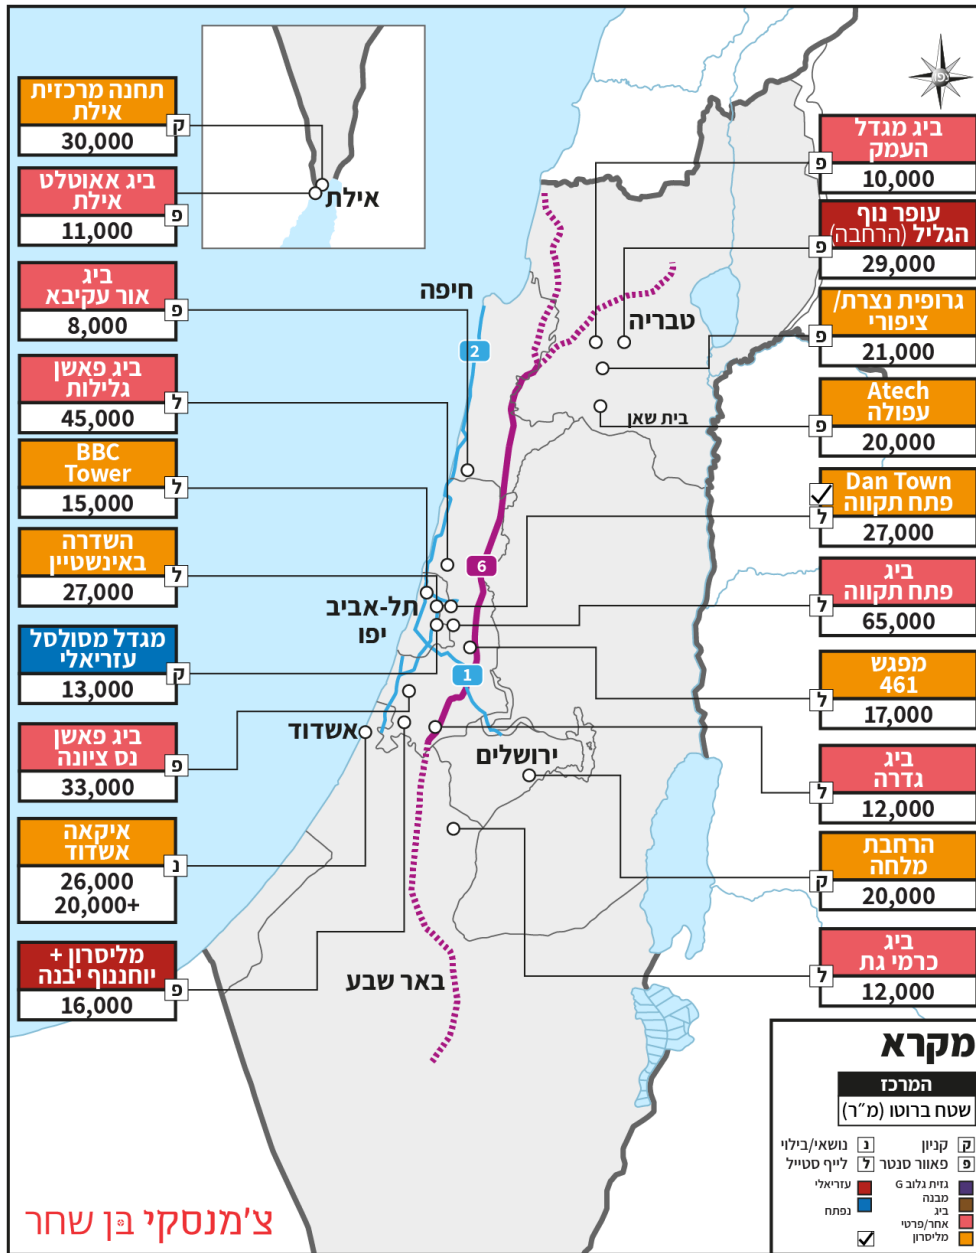 תחנה מרכזית
אילת
ק
30,000
ביג אאוטלט
אילת
פ
11,000
ביג
אור עקיבא
פ
8,000
ביג פאשן
גלילות
ל
45,000
BBC
Tower
ל
15,000
השדרה
באינשטיין
ל
27,000
מגדל מסולסל
עזריאלי
ק
13,000
ביג פאשן
נס ציונה
פ
33,000
איקאה
אשדוד
נ
26,000
20,000+
מליסרון +
יוחננוף יבנה
פ
16,000
אילת
חיפה
2
טבריה
בית שאן
6
תל-אביב
יפו
1
אשדוד
ירושלים
באר שבע
ביג מגדל
העמק
פ
10,000
עופר נוף
הגליל (הרחבה)
פ
29,000
גרופית נצרת/
ציפורי
פ
21,000
Atech
עפולה
פ
20,000
Dan Town
פתח תקווה
ל
27,000
ביג
פתח תקווה
ל
65,000
מפגש
461
ל
17,000
ביג
גדרה
ל
12,000
הרחבת
מלחה
ק
20,000
ביג
כרמי גת
ל
12,000
מקרא
המרכז
שטח ברוטו (מ״ר)
ק קניון
נ נושאי/בילוי
פ פאוור סנטר
ל לייף סטייל
גזית גלוב G
מבנה
ביג
אחר/פרטי
מליסרון
עזריאלי
נפתח
צ'מנסקי בן שחר